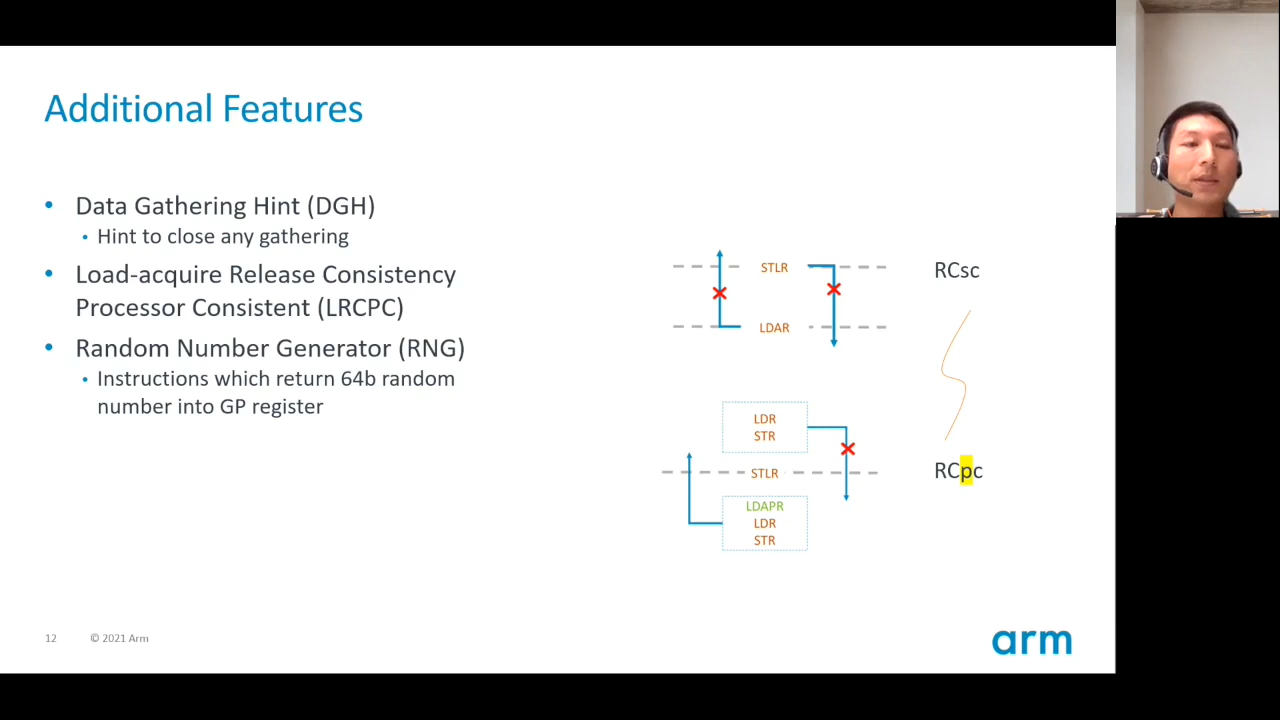 Additional Features
• Data Gathering Hint (DGH)
• Hint to close any gathering
• Load-acquire Release Consistency
Processor Consistent (LRCPC)
• Random Number Generator (RNG)
• Instructions which return 64b random
number into GP register
STLR
LDAR
RCsc
LDR
STR
STLR
LDAPR
LDR
STR
RCpc
12
© 2021 Arm
arm